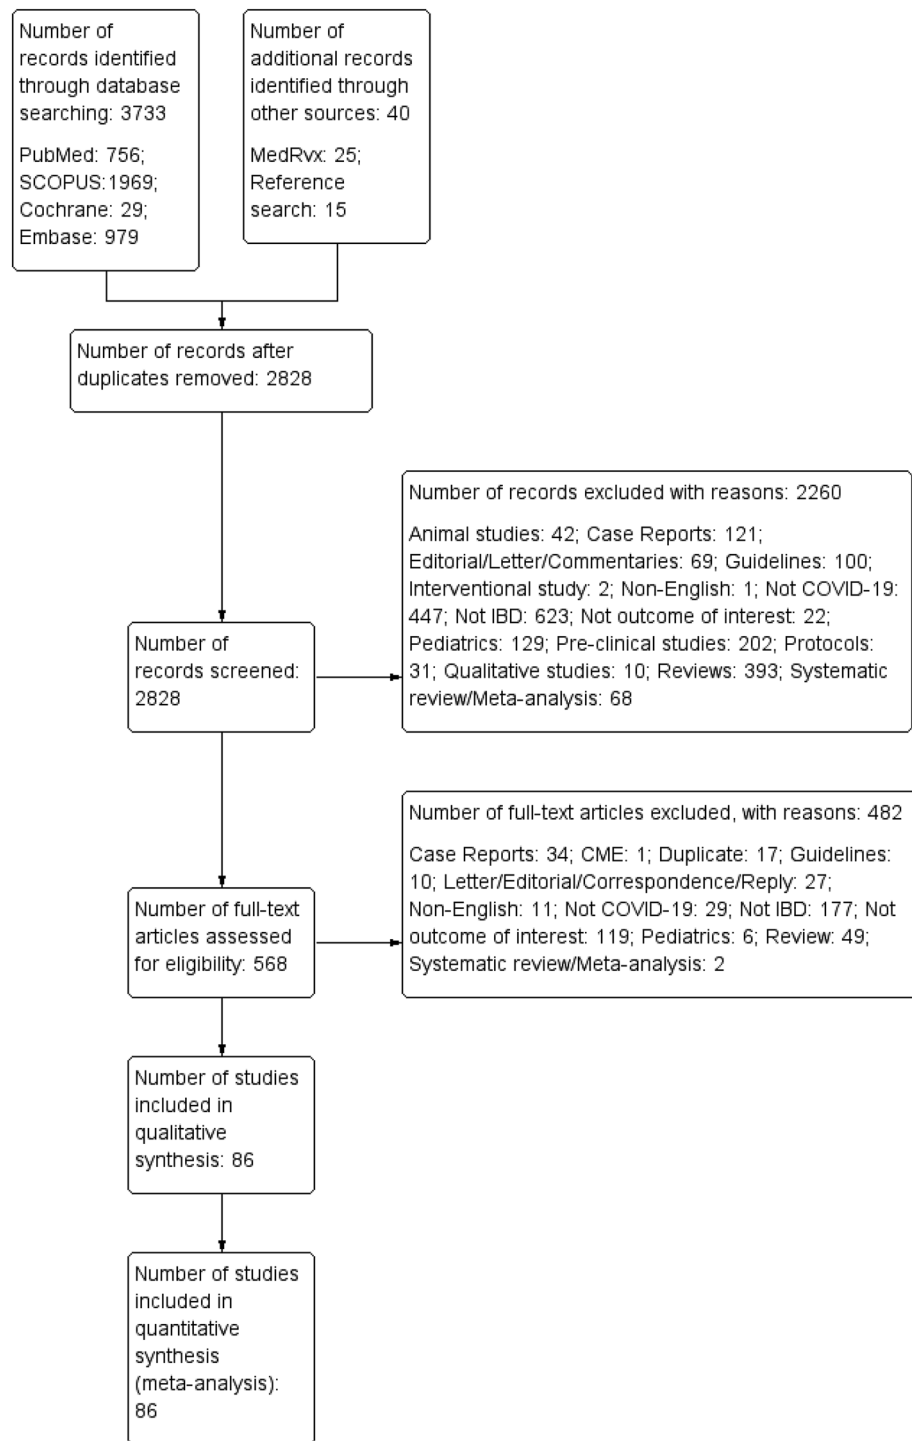 Number of
records identified
through database
searching: 3733
PubMed: 756;
SCOPUS:1969;
Cochrane: 29;
Embase: 979
Number of
additional records
identified through
other sources: 40
MedRvx: 25;
Reference
search: 15
Number of records after
duplicates removed: 2828
Number of records excluded with reasons: 2260
Animal studies: 42; Case Reports: 121;
Editorial/Letter/Commentaries: 69; Guidelines: 100;
Interventional study: 2; Non-English: 1; Not COVID-19:
447; Not IBD: 623; Not outcome of interest: 22;
Pediatrics: 129; Pre-clinical studies: 202; Protocols:
31; Qualitative studies: 10; Reviews: 393; Systematic
review/Meta-analysis: 68
Number of
records screened:
2828
Number of full-text articles excluded, with reasons: 482
Case Reports: 34; CME: 1; Duplicate: 17; Guidelines:
10; Letter/Editorial/Correspondence/Reply: 27;
Non-English: 11; Not COVID-19: 29; Not IBD: 177; Not
outcome of interest: 119; Pediatrics: 6; Review: 49;
Systematic review/Meta-analysis: 2
Number of full-text
articles assessed
for eligibility: 568
Number of studies
included in
qualitative
synthesis: 86
Number of studies
included in
quantitative
synthesis
(meta-analysis):
86